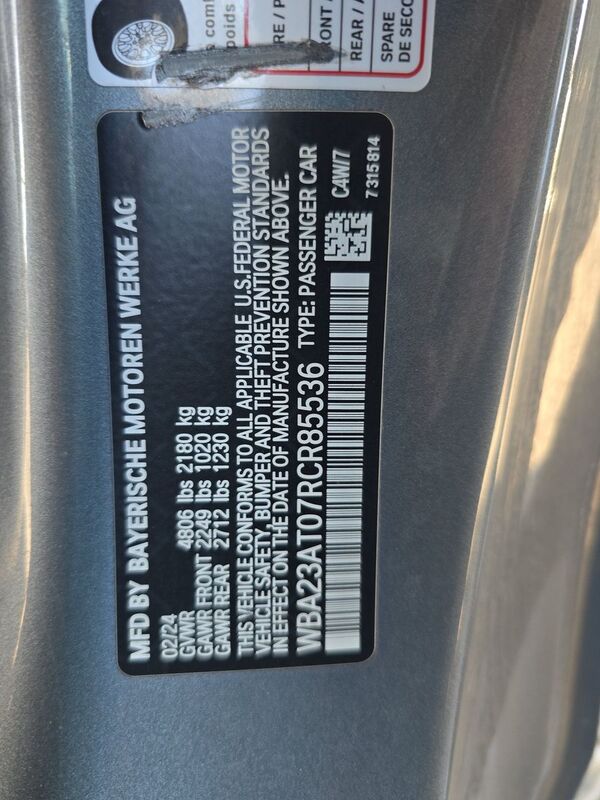 MFD BY BAYERISCHE MOTOREN WERKE AG
02/24
GVWR 4806 lbs 2180 kg
GAWR FRONT 2249 lbs 1020 kg
GAWR REAR 2712 lbs 1230 kg
THIS VEHICLE CONFORMS TO ALL APPLICABLE U.S. FEDERAL MOTOR
VEHICLE SAFETY, BUMPER AND THEFT PREVENTION STANDARDS
IN EFFECT ON THE DATE OF MANUFACTURE SHOWN ABOVE.
WBA23AT07RCR85536 TYPE: PASSENGER CAR
C4W/7
7315814
poids
REAR /
SPARE
DE SECO